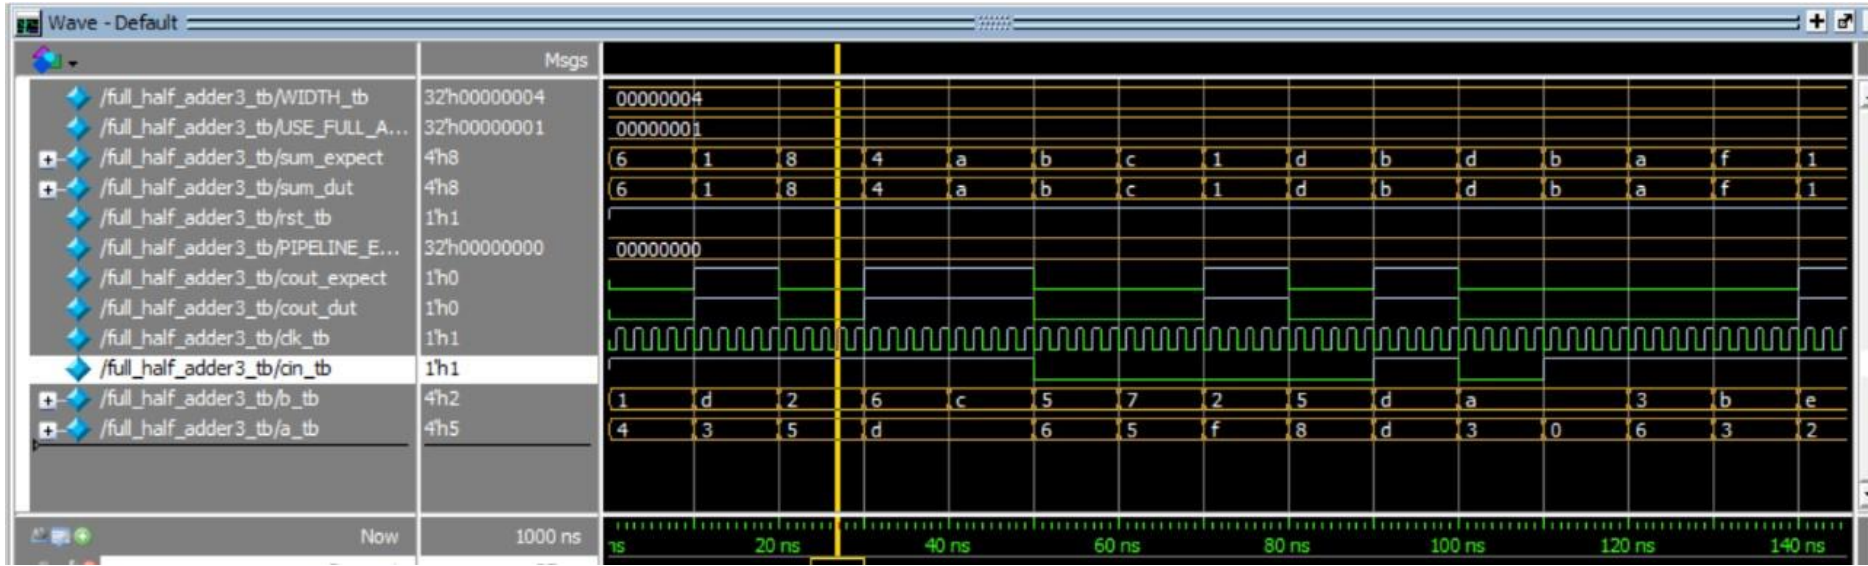 Wave - Default
Msgs
/full_half_adder3_tb/WIDTH_tb 32'h00000004 00000004
/full_half_adder3_tb/USE_FULL_A... 32'h00000001 00000001
/full_half_adder3_tb/sum_expect 4'h8 6 1 8 4 a b c 1 d b d b a f 1
/full_half_adder3_tb/sum_dut 4'h8 6 1 8 4 a b c 1 d b d b a f 1
/full_half_adder3_tb/rst_tb 1'h1
/full_half_adder3_tb/PIPELINE_E... 32'h00000000 00000000
/full_half_adder3_tb/cout_expect 1'h0
/full_half_adder3_tb/cout_dut 1'h0
/full_half_adder3_tb/clk_tb 1'h1
/full_half_adder3_tb/cin_tb 1'h1
/full_half_adder3_tb/b_tb 4'h2 1 d 2 6 c 5 7 2 5 d a 3 b e
/full_half_adder3_tb/a_tb 4'h5 4 3 5 d 6 5 f 8 d 3 0 6 3 2
Now 1000 ns ns 20 ns 40 ns 60 ns 80 ns 100 ns 120 ns 140 ns